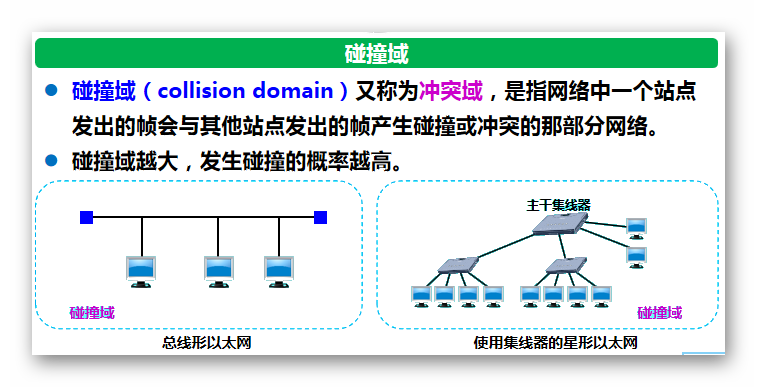 碰撞域
碰撞域（collision domain）又称为冲突域，是指网络中一个站点
发出的帧会与其他站点发出的帧产生碰撞或冲突的那部分网络。
碰撞域越大，发生碰撞的概率越高。
主干集线器
碰撞域
碰撞域
总线形以太网
使用集线器的星形以太网